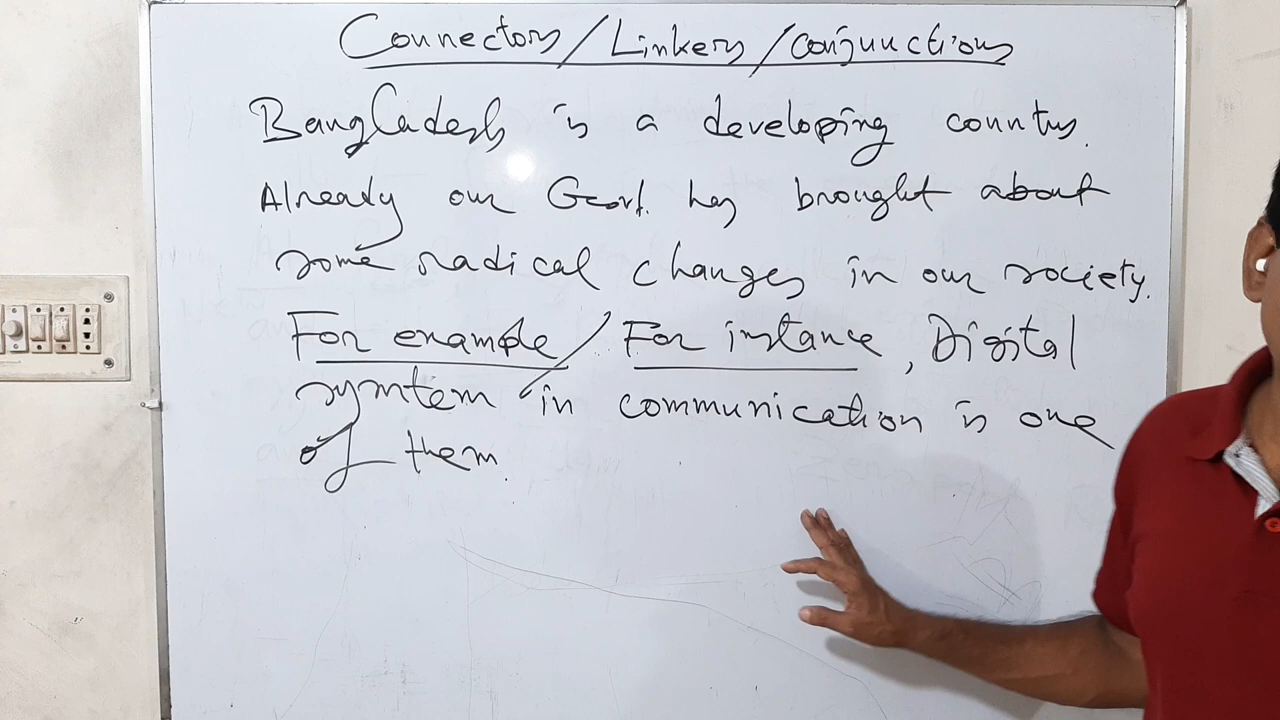 Connectors/Linkers/Conjunctions
Bangladesh is a developing country.
Already our Govt. has brought about
some radical changes in our society.
For example/For instance, Digital
system in communication is one
of them.